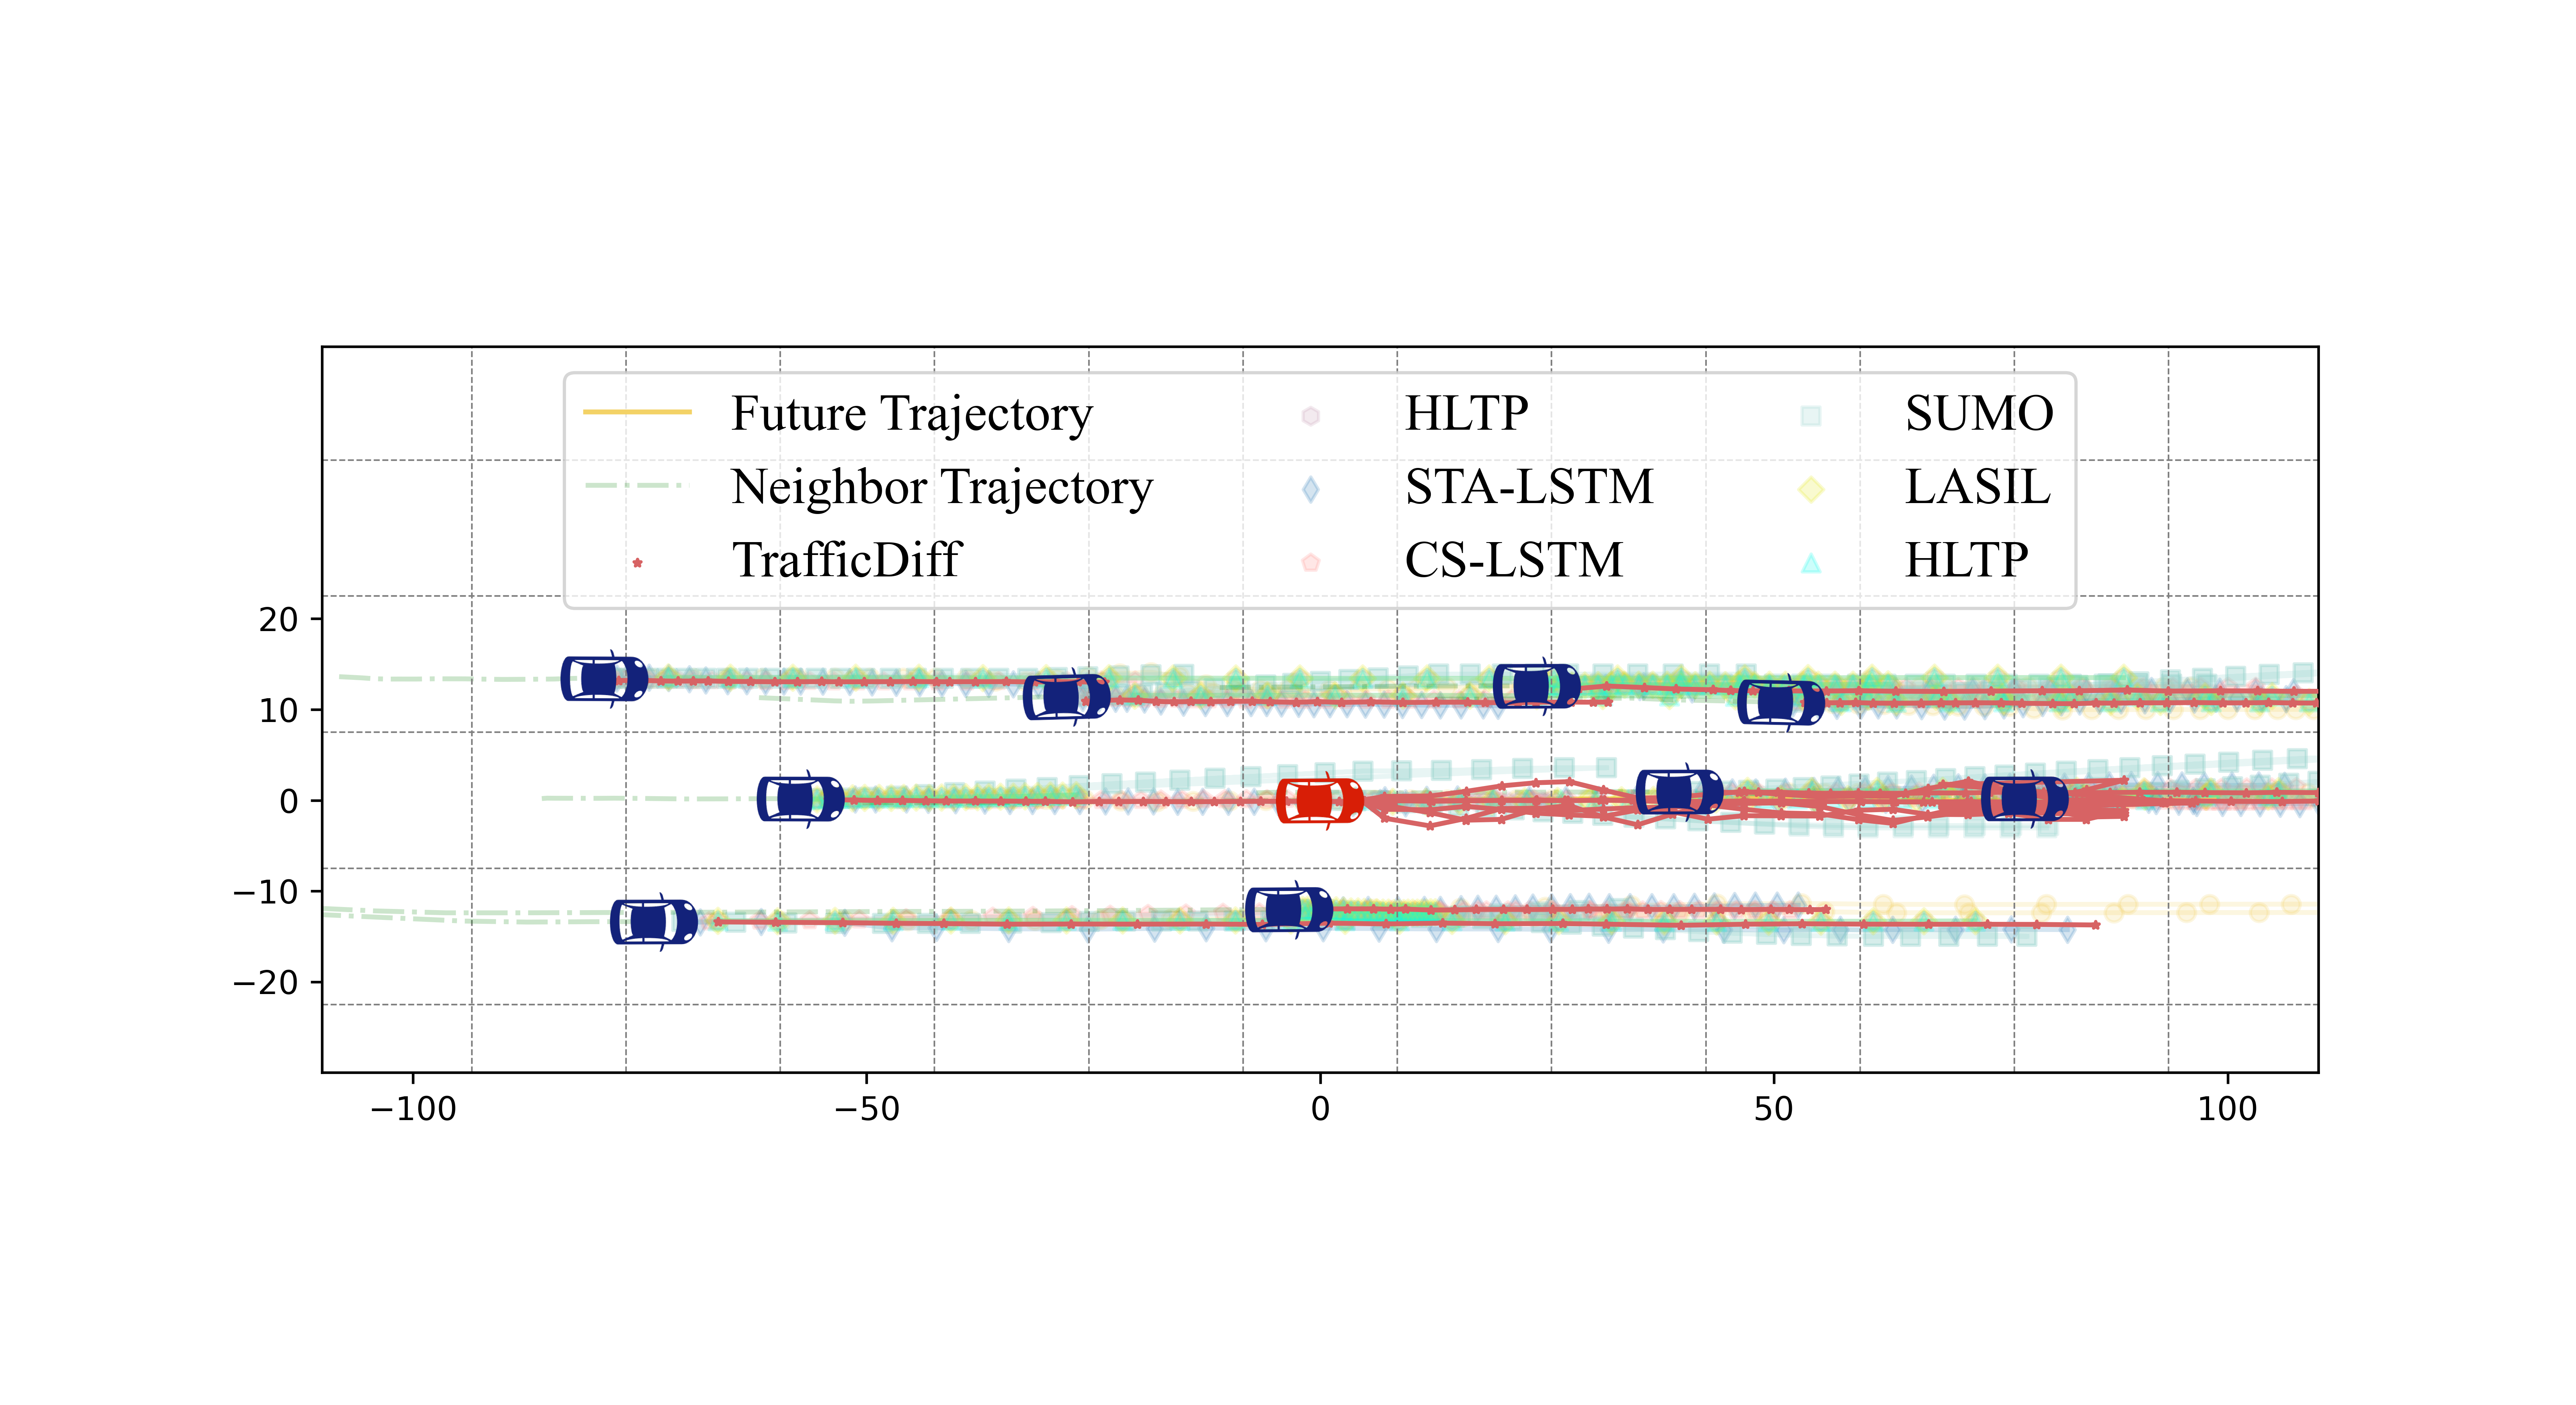 Future Trajectory
Neighbor Trajectory
TrafficDiff
HLTP
STA-LSTM
CS-LSTM
SUMO
LASIL
HLTP
20
10
0
−10
−20
−100
−50
0
50
100